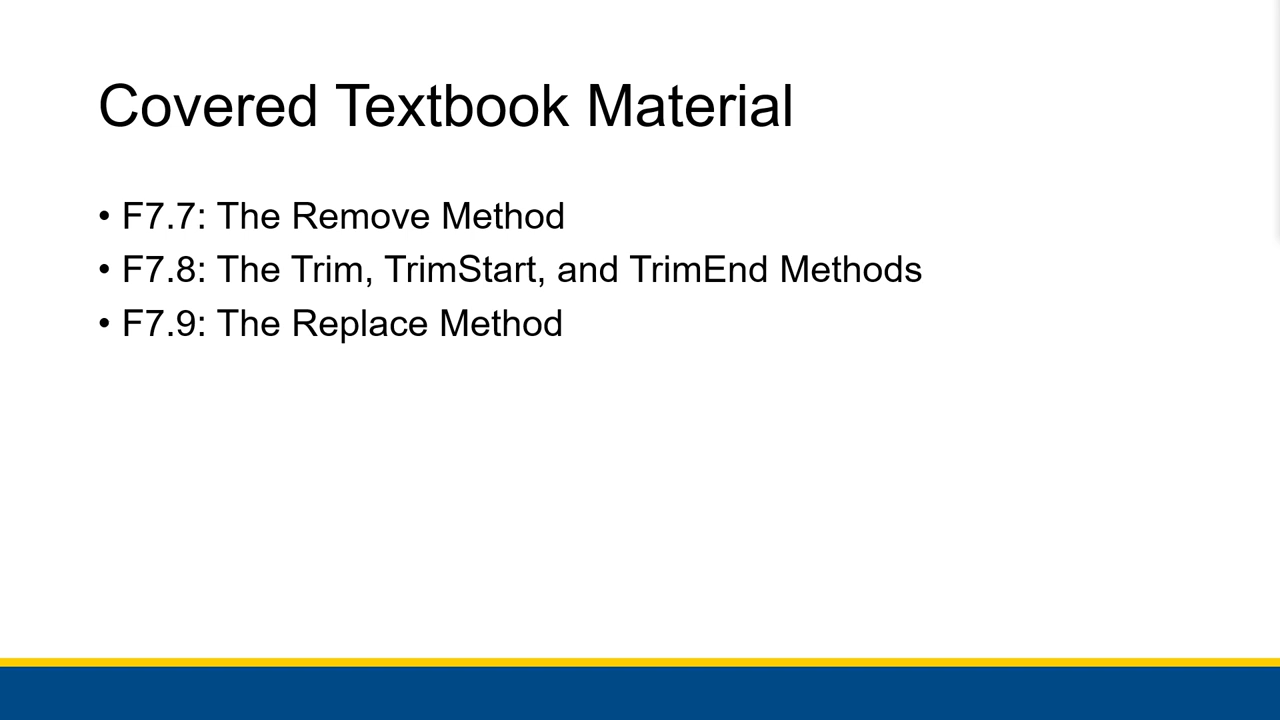 Covered Textbook Material
• F7.7: The Remove Method
• F7.8: The Trim, TrimStart, and TrimEnd Methods
• F7.9: The Replace Method